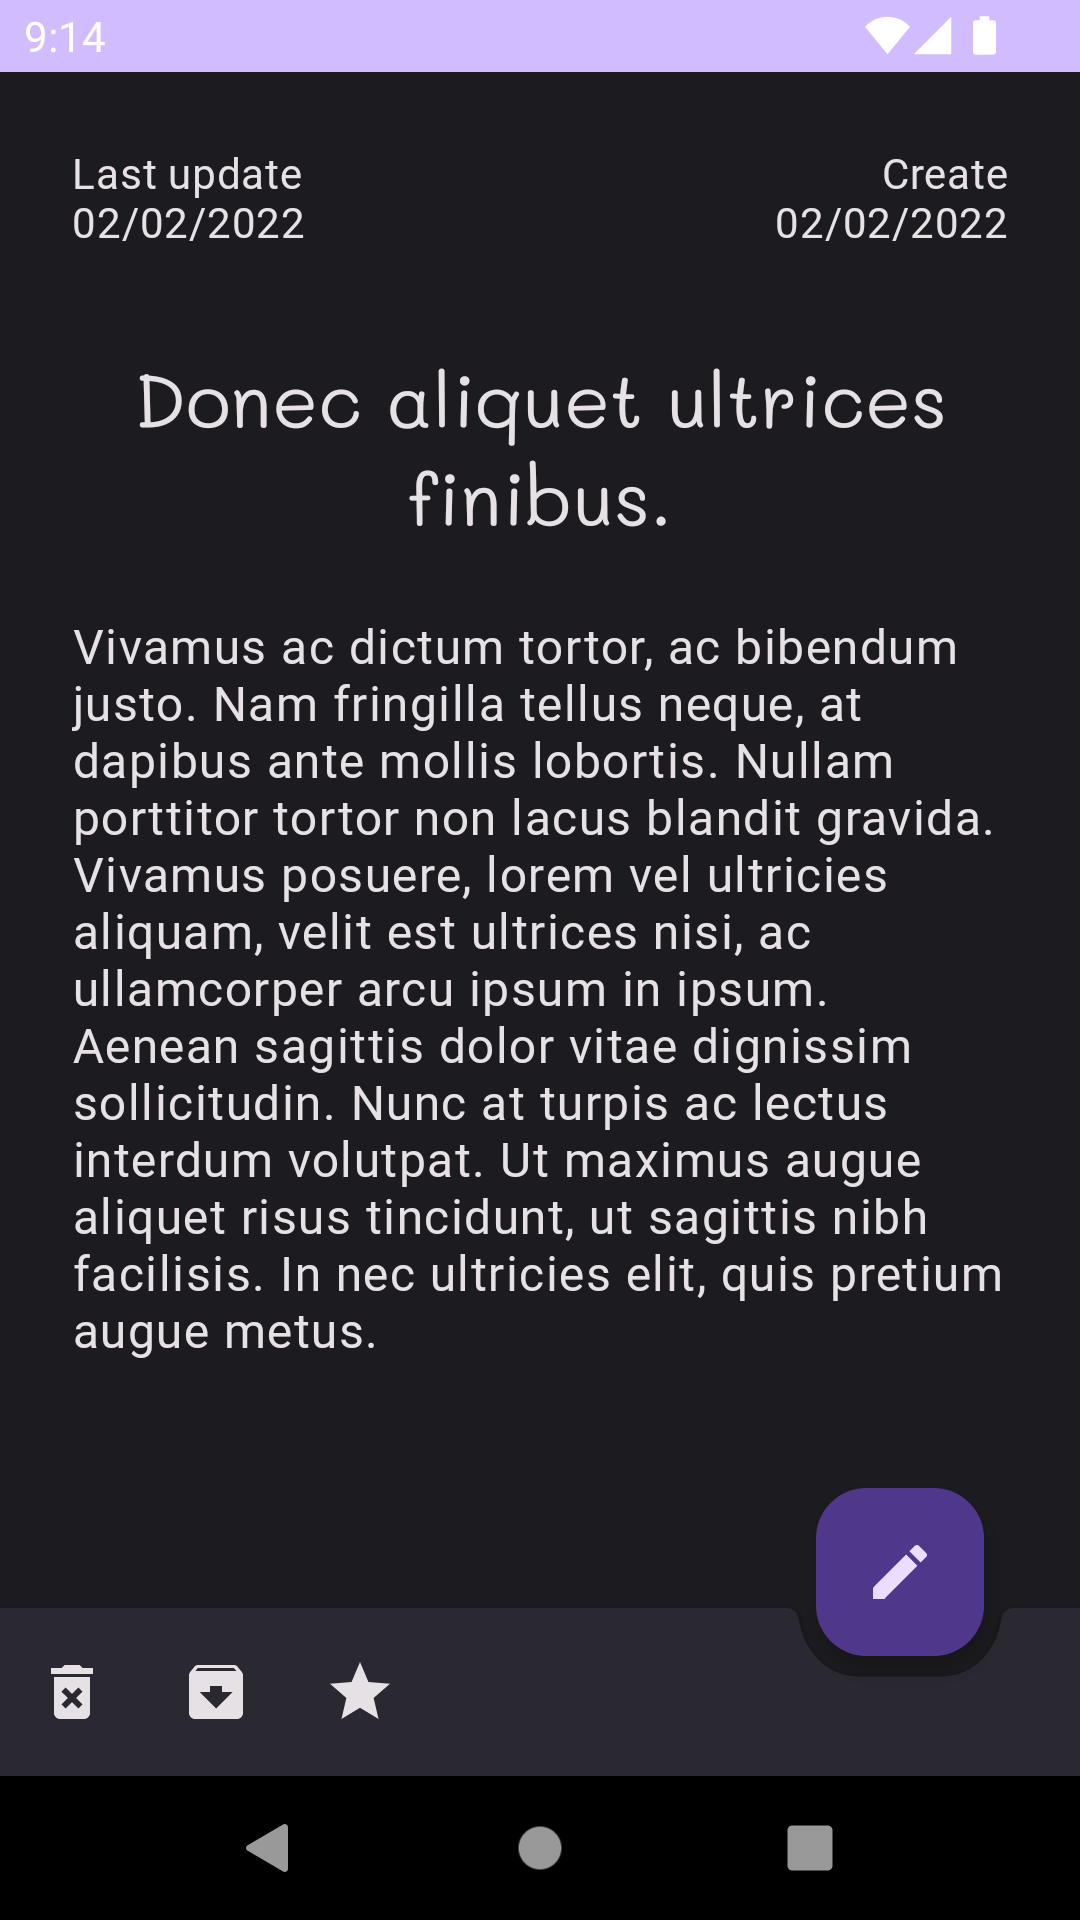 9:14
Last update
Create
02/02/2022
02/02/2022
Donec aliquet ultrices
finibus.
Vivamus ac dictum tortor, ac bibendum
justo. Nam fringilla tellus neque, at
dapibus ante mollis lobortis. Nullam
porttitor tortor non lacus blandit gravida.
Vivamus posuere, lorem vel ultricies
aliquam, velit est ultrices nisi, ac
ullamcorper arcu ipsum in ipsum.
Aenean sagittis dolor vitae dignissim
sollicitudin. Nunc at turpis ac lectus
interdum volutpat. Ut maximus augue
aliquet risus tincidunt, ut sagittis nibh
facilisis. In nec ultricies elit, quis pretium
augue metus.